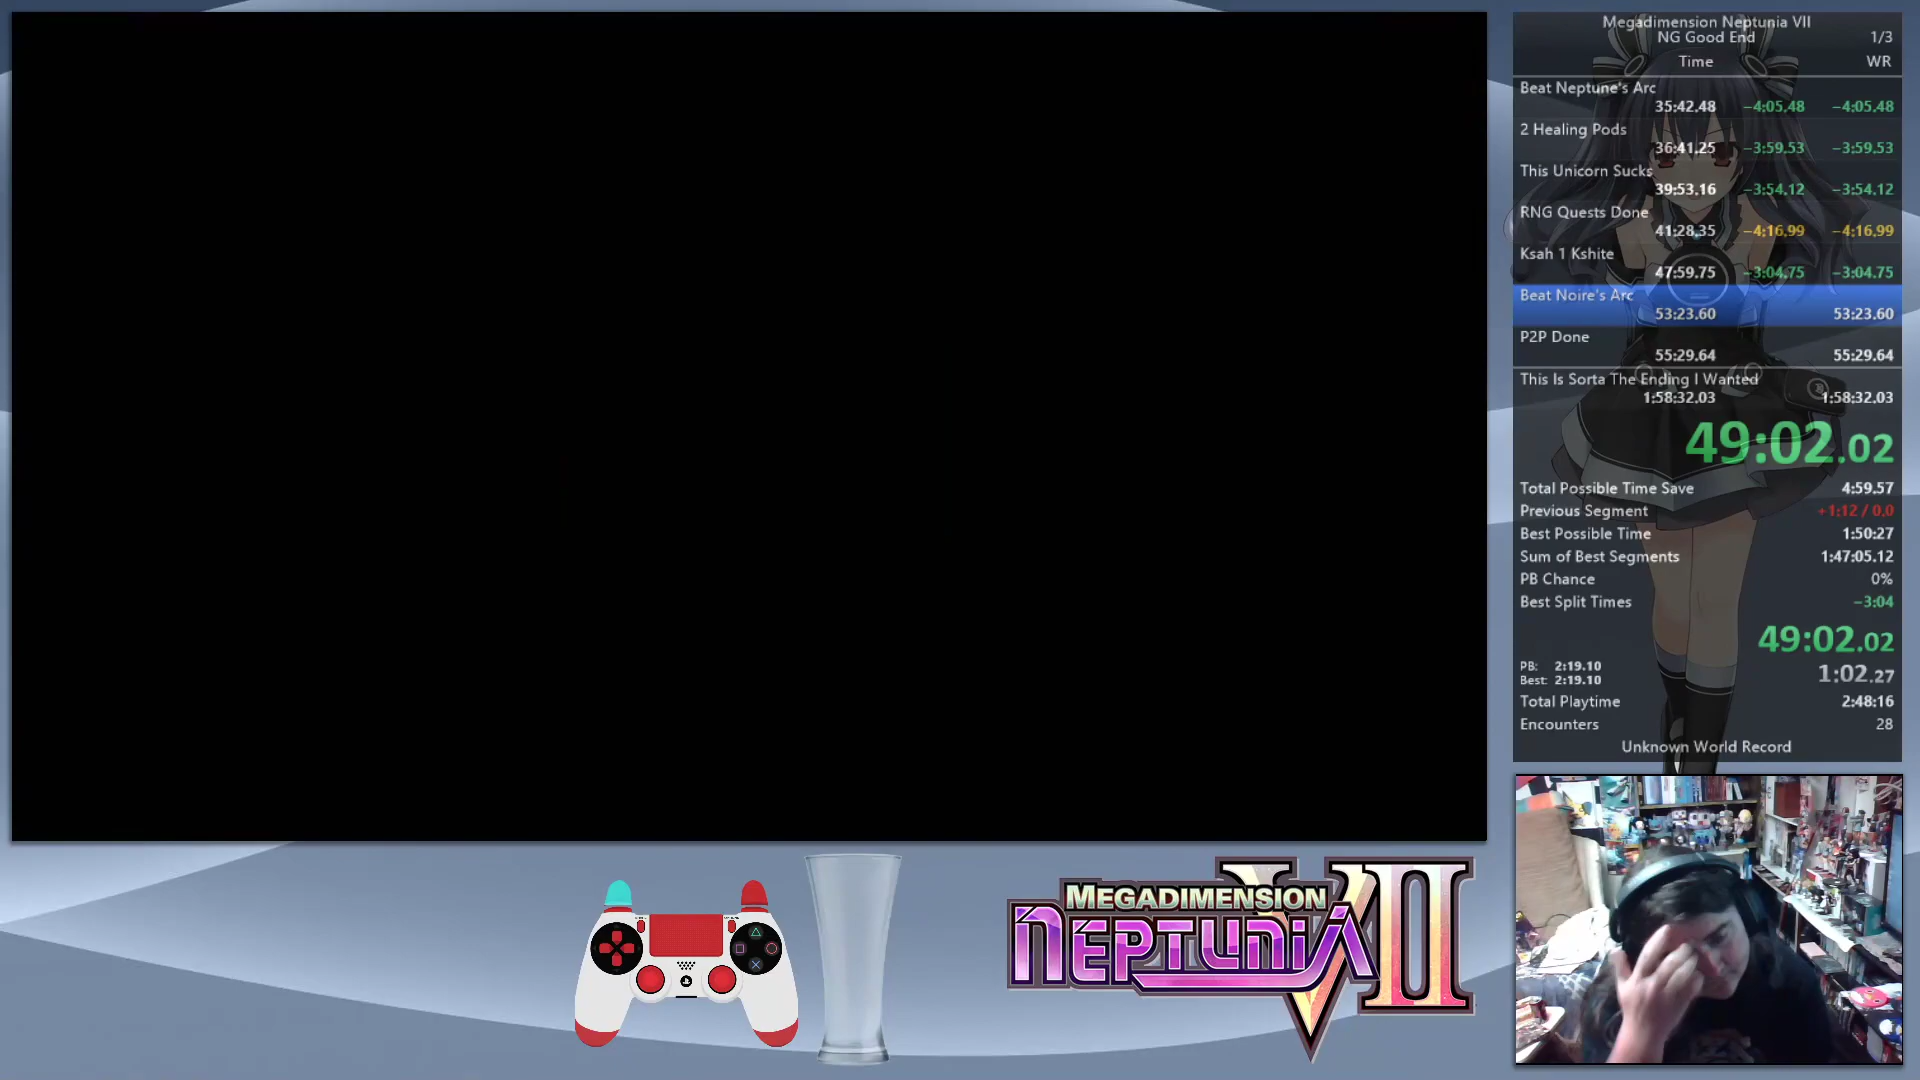 Megadimension Neptunia VII
NG Good End 1/3
Time WR
Beat Neptune's Arc
35:42.48 −4:05.48 −4:05.48
2 Healing Pods
36:41.25 −3:59.53 −3:59.53
This Unicorn Sucks
39:53.16 −3:54.12 −3:54.12
RNG Quests Done
41:28.35 −4:16.99 −4:16.99
Ksah 1 Kshite
47:59.75 −3:04.75 −3:04.75
Beat Noire's Arc
53:23.60 53:23.60
P2P Done
55:29.64 55:29.64
This Is Sorta The Ending I Wanted
1:58:32.03 1:58:32.03
49:02.02
Total Possible Time Save 4:59.57
Previous Segment +1:12 / 0.0
Best Possible Time 1:50:27
Sum of Best Segments 1:47:05.12
PB Chance 0%
Best Split Times −3:04
49:02.02
PB: 2:19.10
Best: 2:19.10
1:02.27
Total Playtime 2:48:16
Encounters 28
Unknown World Record
MEGADIMENSION
NEPTUNIA VII